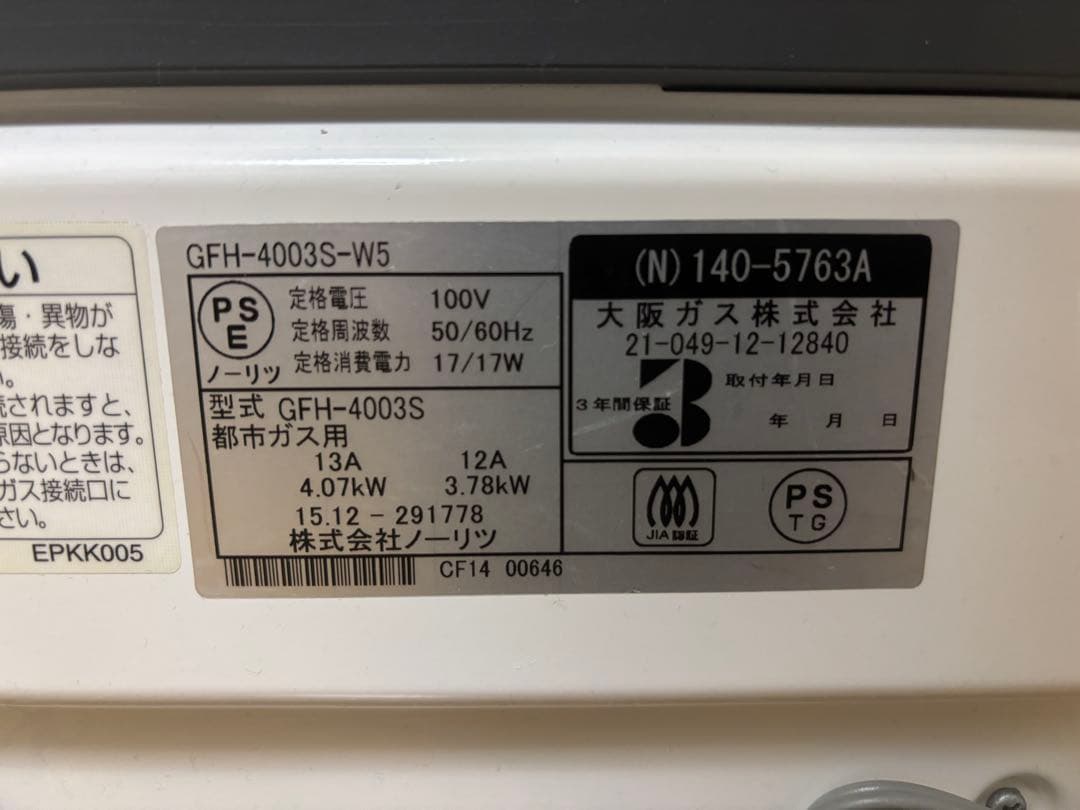 い
傷・異物が
接続をしな
い。
されますと、
原因となります。
らないときは、
ガス接続口に
さい。
EPKK005
GFH-4003S-W5
PS
E
ノーリツ
定格電圧 100V
定格周波数 50/60Hz
定格消費電力 17/17W
型式 GFH-4003S
都市ガス用
13A 12A
4.07kW 3.78kW
15.12-291778
株式会社ノーリツ
CF14 00646
(N)140-5763A
大阪ガス株式会社
21-049-12-12840
3年間保証
取付年月日
年 月 日
JIA認証
PS
TG